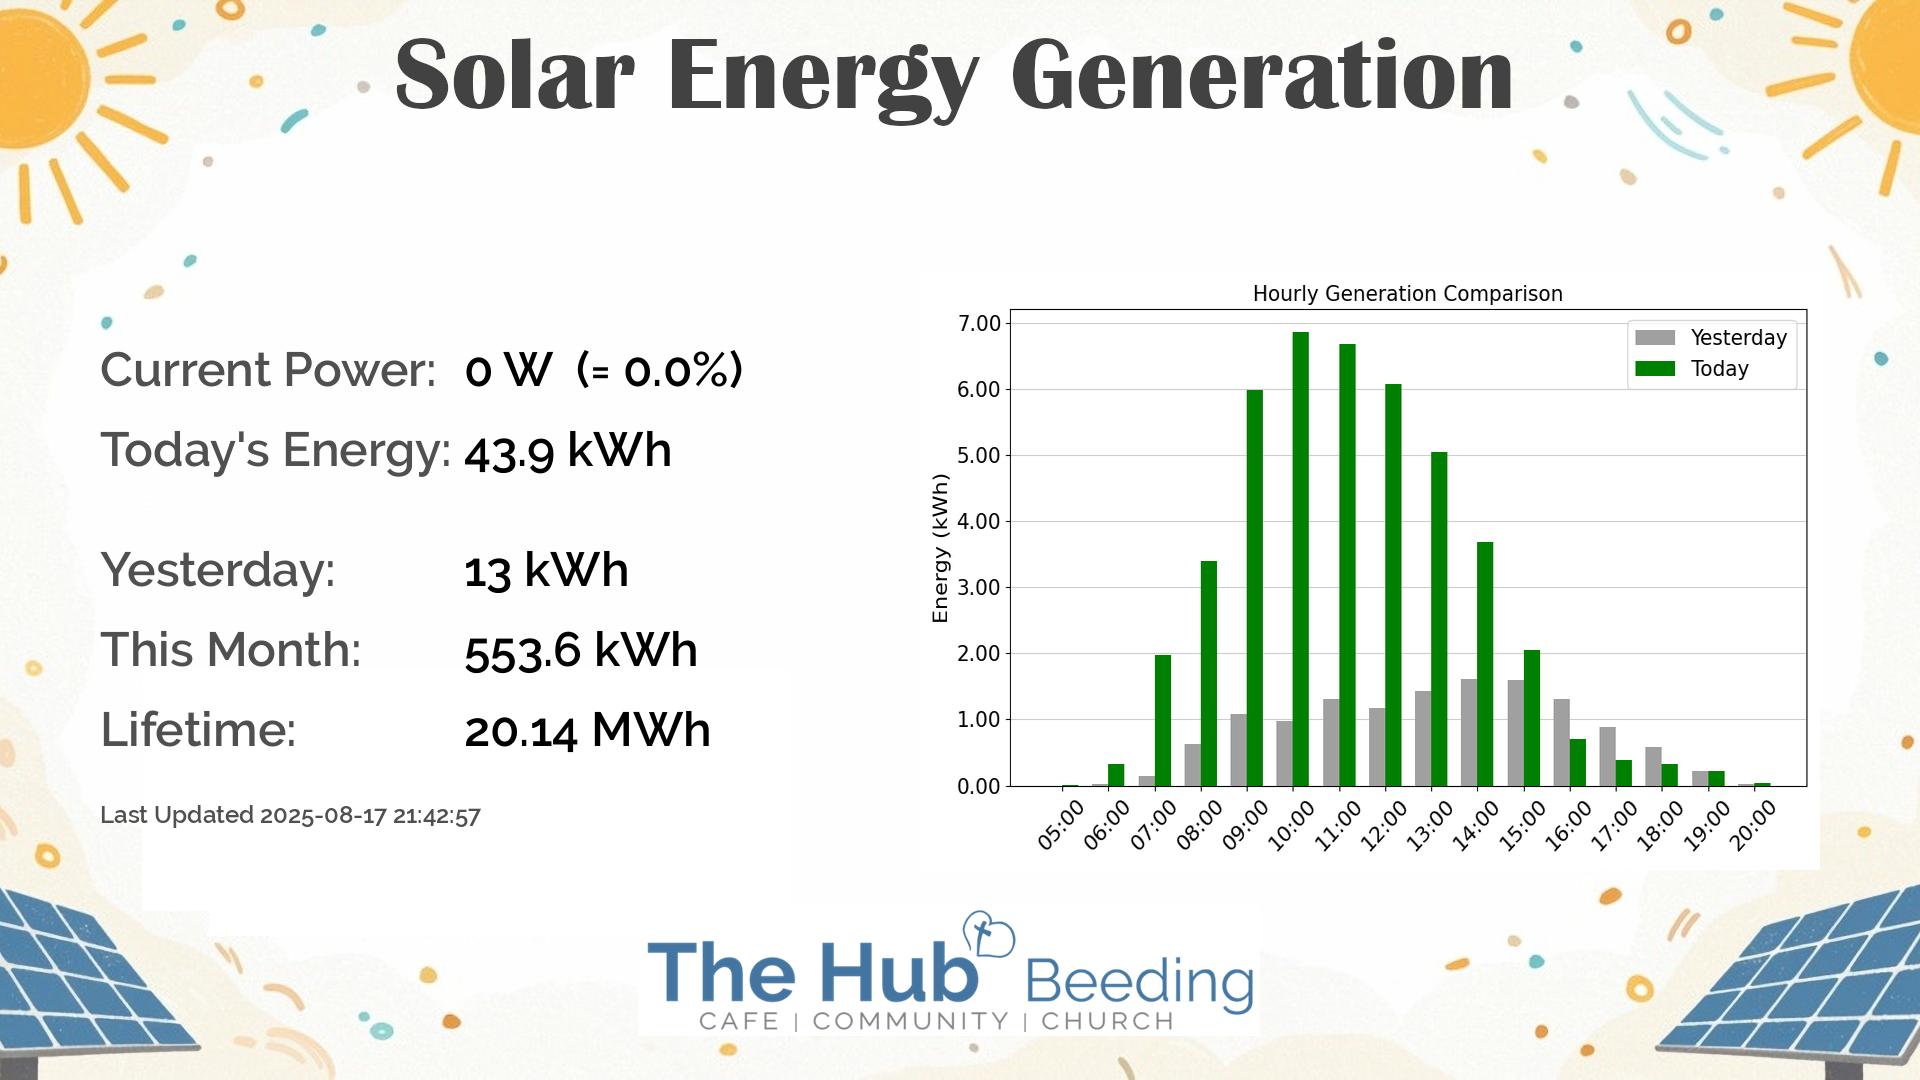 Solar Energy Generation
Current Power: 0 W (= 0.0%)
Today's Energy: 43.9 kWh
Yesterday: 13 kWh
This Month: 553.6 kWh
Lifetime: 20.14 MWh
Last Updated 2025-08-17 21:42:57
Hourly Generation Comparison
Yesterday
Today
Energy (kWh)
7.00
6.00
5.00
4.00
3.00
2.00
1.00
0.00
05:00 06:00 07:00 08:00 09:00 10:00 11:00 12:00 13:00 14:00 15:00 16:00 17:00 18:00 19:00 20:00
The Hub Beeding
CAFE | COMMUNITY | CHURCH